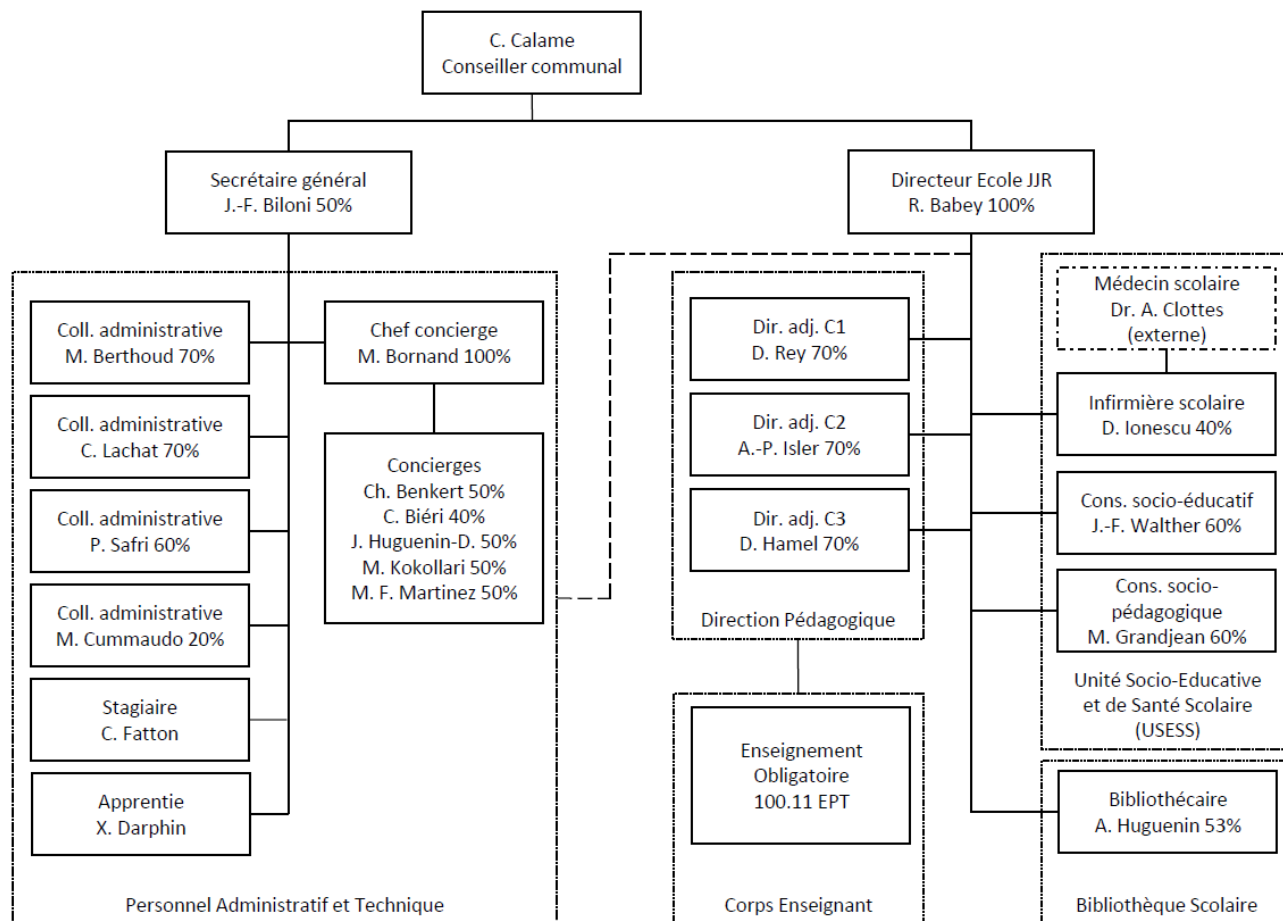 C. Calame
Conseiller communal
Secrétaire général
J.-F. Biloni 50%
Directeur Ecole JJR
R. Babey 100%
Coll. administrative
M. Berthoud 70%
Coll. administrative
C. Lachat 70%
Coll. administrative
P. Safri 60%
Coll. administrative
M. Cummaudo 20%
Stagiaire
C. Fatton
Apprentie
X. Darphin
Chef concierge
M. Bornand 100%
Concierges
Ch. Benkert 50%
C. Biéri 40%
J. Huguenin-D. 50%
M. Kokollari 50%
M. F. Martinez 50%
Personnel Administratif et Technique
Dir. adj. C1
D. Rey 70%
Dir. adj. C2
A.-P. Isler 70%
Dir. adj. C3
D. Hamel 70%
Direction Pédagogique
Enseignement
Obligatoire
100.11 EPT
Corps Enseignant
Médecin scolaire
Dr. A. Clottes
(externe)
Infirmière scolaire
D. Ionescu 40%
Cons. socio-éducatif
J.-F. Walther 60%
Cons. socio-
pédagogique
M. Grandjean 60%
Unité Socio-Educative
et de Santé Scolaire
(USESS)
Bibliothécaire
A. Huguenin 53%
Bibliothèque Scolaire